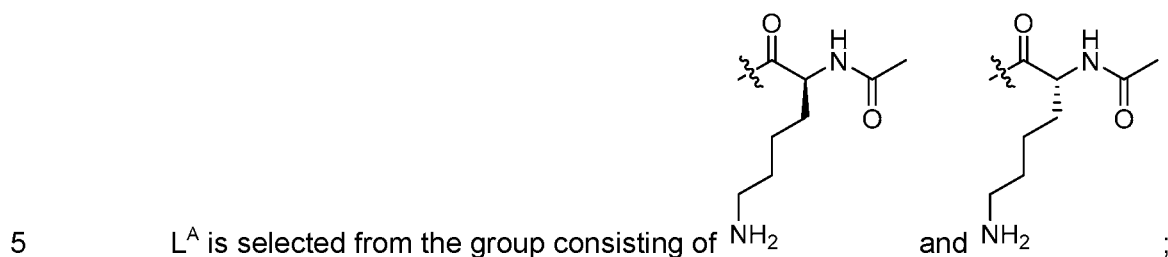 O H N O NH2 O H N O NH2
5 L^A is selected from the group consisting of and ;